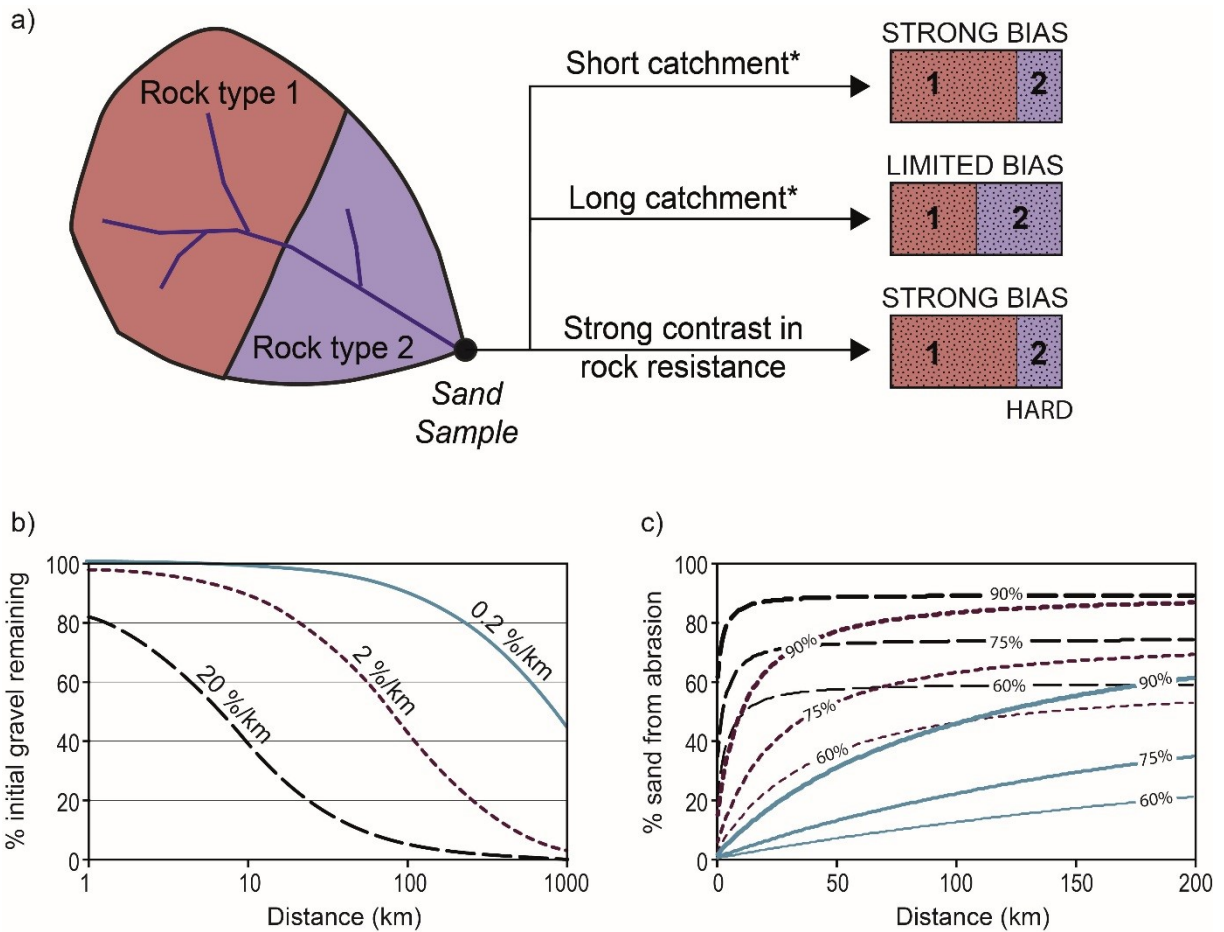 a)
Rock type 1
Rock type 2
Sand
Sample
Short catchment*
STRONG BIAS
1 2
Long catchment*
LIMITED BIAS
1 2
Strong contrast in
rock resistance
STRONG BIAS
1 2
HARD
b)
% initial gravel remaining
100
80
60
40
20
0
20 %/km
2 %/km
0.2 %/km
1 10 100 1000
Distance (km)
c)
% sand from abrasion
100
80
60
40
20
0
90%
90%
75%
75%
60%
90%
60%
75%
60%
0 50 100 150 200
Distance (km)